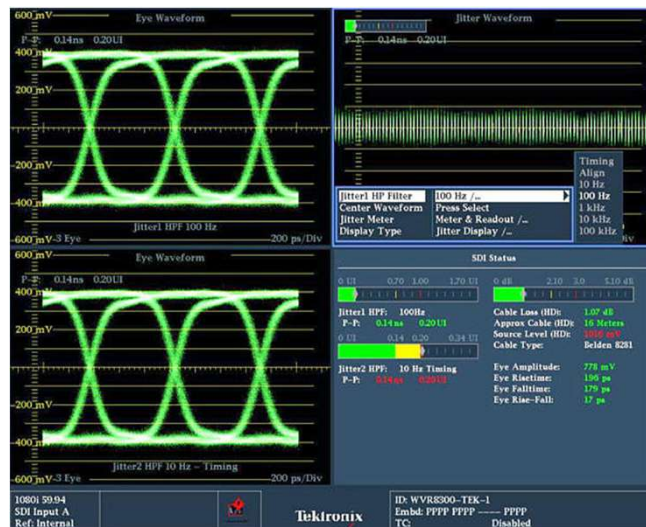 Eye Waveform
600 mV
P-P: 0.14ns 0.20UI
400 mV
200 mV
-200 mV
-400 mV
-3 Eye
200 ps/Div
Jitter1 HPF 100 Hz
-600 mV
Jitter Waveform
P-P: 0.14ns 0.20UI
Jitter1 HP Filter 100 Hz /...
Center Waveform Press Select
Jitter Meter Meter & Readout /...
Display Type Jitter Display /...
Timing
Align
10 Hz
100 Hz
1 kHz
10 kHz
100 kHz
Eye Waveform
600 mV
P-P: 0.14ns 0.20UI
400 mV
200 mV
-200 mV
-400 mV
Jitter2 HPF 10 Hz - Timing
-600 mV
-3 Eye
200 ps/Div
SDI Status
0 UI 0.70 1.00 1.70 UI
Jitter1 HPF: 100Hz
P-P: 0.14ns 0.20UI
0 UI 0.14 0.20 0.34 UI
Jitter2 HPF: 10 Hz Timing
P-P: 0.14ns 0.20UI
0 dB 2.10 3.0 5.10 dB
Cable Loss (HD): 1.07 dB
Approx Cable (HD): 16 Meters
Source Level (HD):
Cable Type: Belden 8281
Eye Amplitude: 778 mV
Eye Risetime: 196 ps
Eye Falltime: 179 ps
Eye Rise-Fall: 17 ps
1080i 59.94
SDI Input A
Ref: Internal
Tektronix
ID: WVR8300-TEK-1
Embd: PPPP PPPP ---- PPPP
TC: Disabled